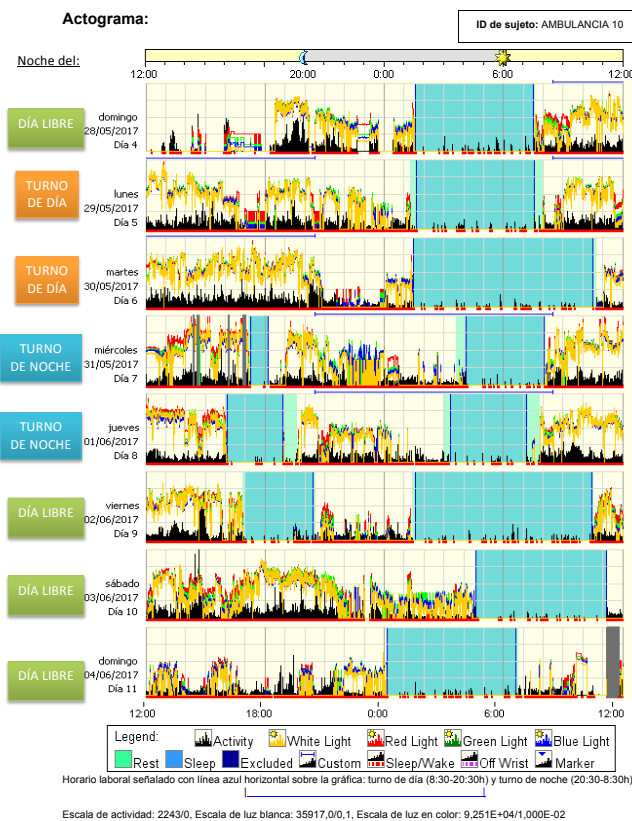 Actograma:
ID de sujeto: AMBULANCIA 10
Noche del:
12:00 20:00 0:00 6:00 12:00
DÍA LIBRE
domingo
28/05/2017
Día 4
TURNO
DE DÍA
lunes
29/05/2017
Día 5
TURNO
DE DÍA
martes
30/05/2017
Día 6
TURNO
DE NOCHE
miércoles
31/05/2017
Día 7
TURNO
DE NOCHE
jueves
01/06/2017
Día 8
DÍA LIBRE
viernes
02/06/2017
Día 9
DÍA LIBRE
sábado
03/06/2017
Día 10
DÍA LIBRE
domingo
04/06/2017
Día 11
12:00 18:00 0:00 6:00 12:00
Legend: Activity White Light Red Light Green Light Blue Light
Rest Sleep Excluded Custom Sleep/Wake Off Wrist Marker
Horario laboral señalado con línea azul horizontal sobre la gráfica: turno de día (8:30-20:30h) y turno de noche (20:30-8:30h)
Escala de actividad: 2243/0, Escala de luz blanca: 35917,0/0,1, Escala de luz en color: 9,251E+04/1,000E-02